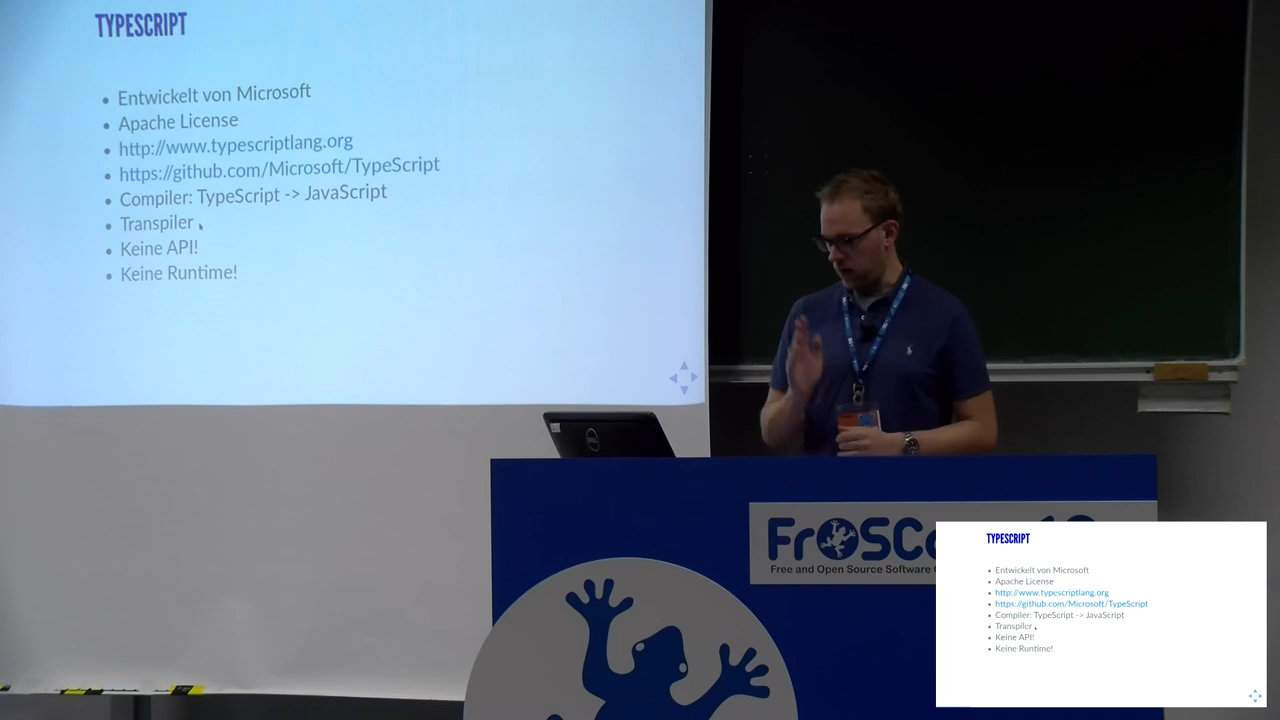 TYPESCRIPT
Entwickelt von Microsoft
Apache License
http://www.typescriptlang.org
https://github.com/Microsoft/TypeScript
Compiler: TypeScript -> JavaScript
Transpiler
Keine API!
Keine Runtime!
DELL
FrOSC
Free and Open Source Software
TYPESCRIPT
Entwickelt von Microsoft
Apache License
http://www.typescriptlang.org
https://github.com/Microsoft/TypeScript
Compiler: TypeScript -> JavaScript
Transpiler
Keine API!
Keine Runtime!